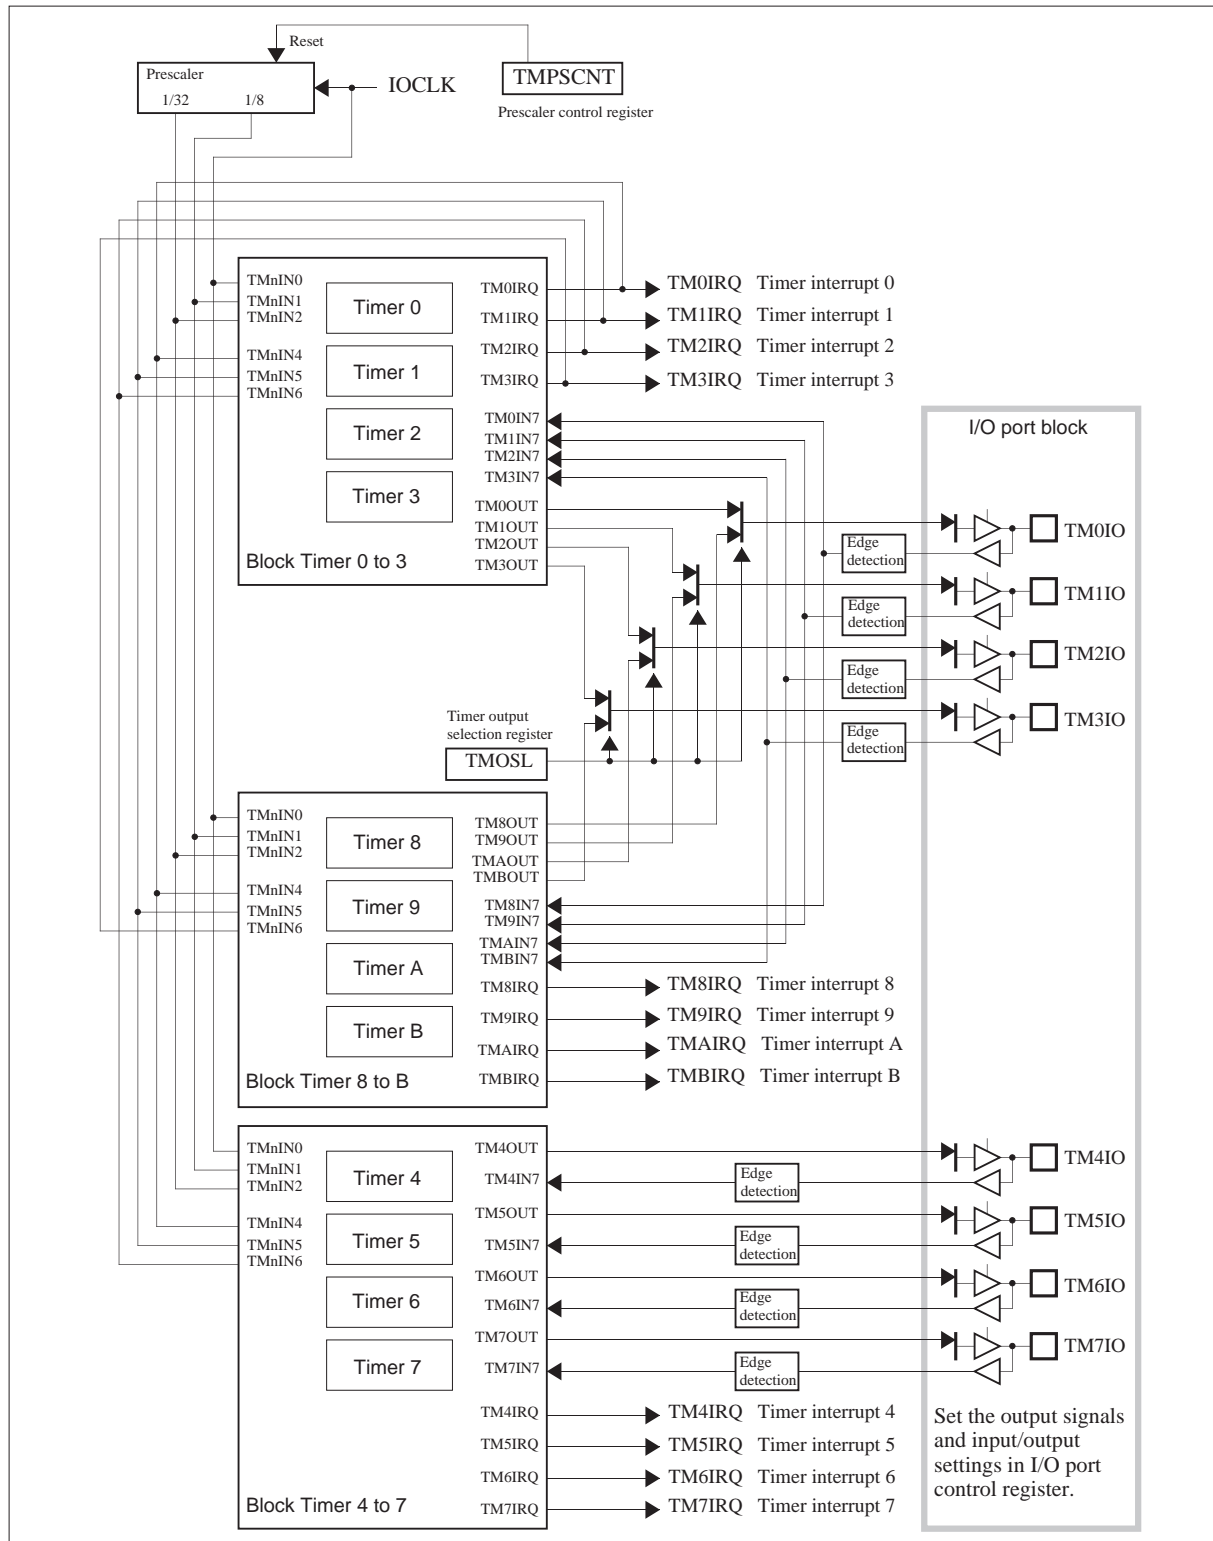 Reset
Prescaler
1/32 1/8
IOCLK
TMPSCNT
Prescaler control register
TMnIN0
TMnIN1
TMnIN2
TMnIN4
TMnIN5
TMnIN6
Timer 0
Timer 1
Timer 2
Timer 3
Block Timer 0 to 3
TM0IRQ
TM1IRQ
TM2IRQ
TM3IRQ
TM0IN7
TM1IN7
TM2IN7
TM3IN7
TM0OUT
TM1OUT
TM2OUT
TM3OUT
TM0IRQ Timer interrupt 0
TM1IRQ Timer interrupt 1
TM2IRQ Timer interrupt 2
TM3IRQ Timer interrupt 3
I/O port block
Edge
detection
TM0IO
Edge
detection
TM1IO
Edge
detection
TM2IO
Edge
detection
TM3IO
Timer output
selection register
TMOSL
TMnIN0
TMnIN1
TMnIN2
TMnIN4
TMnIN5
TMnIN6
Timer 8
Timer 9
Timer A
Timer B
Block Timer 8 to B
TM8OUT
TM9OUT
TMAOUT
TMBOUT
TM8IN7
TM9IN7
TMAIN7
TMBIN7
TM8IRQ
TM9IRQ
TMAIRQ
TMBIRQ
TM8IRQ Timer interrupt 8
TM9IRQ Timer interrupt 9
TMAIRQ Timer interrupt A
TMBIRQ Timer interrupt B
TMnIN0
TMnIN1
TMnIN2
TMnIN4
TMnIN5
TMnIN6
Timer 4
Timer 5
Timer 6
Timer 7
Block Timer 4 to 7
TM4OUT
TM4IN7
TM5OUT
TM5IN7
TM6OUT
TM6IN7
TM7OUT
TM7IN7
TM4IRQ
TM5IRQ
TM6IRQ
TM7IRQ
Edge
detection
TM4IO
Edge
detection
TM5IO
Edge
detection
TM6IO
Edge
detection
TM7IO
TM4IRQ Timer interrupt 4
TM5IRQ Timer interrupt 5
TM6IRQ Timer interrupt 6
TM7IRQ Timer interrupt 7
Set the output signals
and input/output
settings in I/O port
control register.